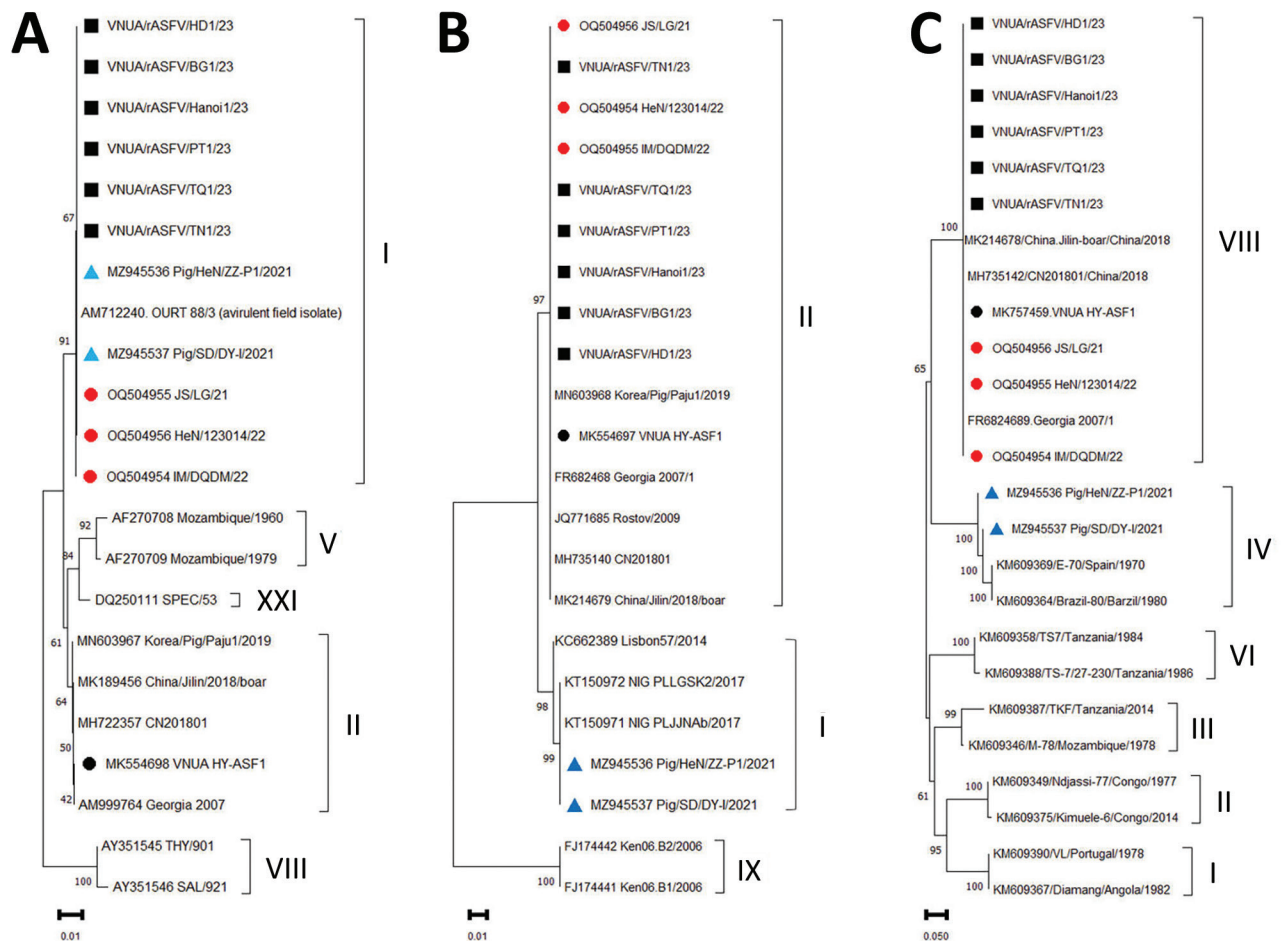 A
VNUA/rASFV/HD1/23
VNUA/rASFV/BG1/23
VNUA/rASFV/Hanoi1/23
VNUA/rASFV/PT1/23
VNUA/rASFV/TQ1/23
VNUA/rASFV/TN1/23
67
MZ945536 Pig/HeN/ZZ-P1/2021
AM712240. OURT 88/3 (avirulent field isolate)
91
MZ945537 Pig/SD/DY-I/2021
OQ504955 JS/LG/21
OQ504956 HeN/123014/22
OQ504954 IM/DQDM/22
I
AF270708 Mozambique/1960
92
AF270709 Mozambique/1979
V
84
DQ250111 SPEC/53
XXI
61
MN603967 Korea/Pig/Paju1/2019
MK189456 China/Jilin/2018/boar
64
MH722357 CN201801
50
MK554698 VNUA HY-ASF1
42
AM999764 Georgia 2007
II
AY351545 THY/901
100
AY351546 SAL/921
VIII
0.01
B
OQ504956 JS/LG/21
VNUA/rASFV/TN1/23
OQ504954 HeN/123014/22
OQ504955 IM/DQDM/22
VNUA/rASFV/TQ1/23
VNUA/rASFV/PT1/23
VNUA/rASFV/Hanoi1/23
97
VNUA/rASFV/BG1/23
VNUA/rASFV/HD1/23
MN603968 Korea/Pig/Paju1/2019
MK554697 VNUA HY-ASF1
FR682468 Georgia 2007/1
JQ771685 Rostov/2009
MH735140 CN201801
MK214679 China/Jilin/2018/boar
II
KC662389 Lisbon57/2014
KT150972 NIG PLLGSK2/2017
98
KT150971 NIG PLJJNAb/2017
99
MZ945536 Pig/HeN/ZZ-P1/2021
MZ945537 Pig/SD/DY-I/2021
I
FJ174442 Ken06.B2/2006
100
FJ174441 Ken06.B1/2006
IX
0.01
C
VNUA/rASFV/HD1/23
VNUA/rASFV/BG1/23
VNUA/rASFV/Hanoi1/23
VNUA/rASFV/PT1/23
VNUA/rASFV/TQ1/23
VNUA/rASFV/TN1/23
100
MK214678/China.Jilin-boar/China/2018
MH735142/CN201801/China/2018
MK757459.VNUA HY-ASF1
OQ504956 JS/LG/21
65
OQ504955 HeN/123014/22
FR6824689.Georgia 2007/1
OQ504954 IM/DQDM/22
VIII
MZ945536 Pig/HeN/ZZ-P1/2021
MZ945537 Pig/SD/DY-I/2021
100
KM609369/E-70/Spain/1970
100
KM609364/Brazil-80/Barzil/1980
100
IV
KM609358/TS7/Tanzania/1984
100
KM609388/TS-7/27-230/Tanzania/1986
VI
KM609387/TKF/Tanzania/2014
99
KM609346/M-78/Mozambique/1978
III
KM609349/Ndjassi-77/Congo/1977
100
61
KM609375/Kimuele-6/Congo/2014
II
95
KM609390/VL/Portugal/1978
100
KM609367/Diamang/Angola/1982
I
0.050